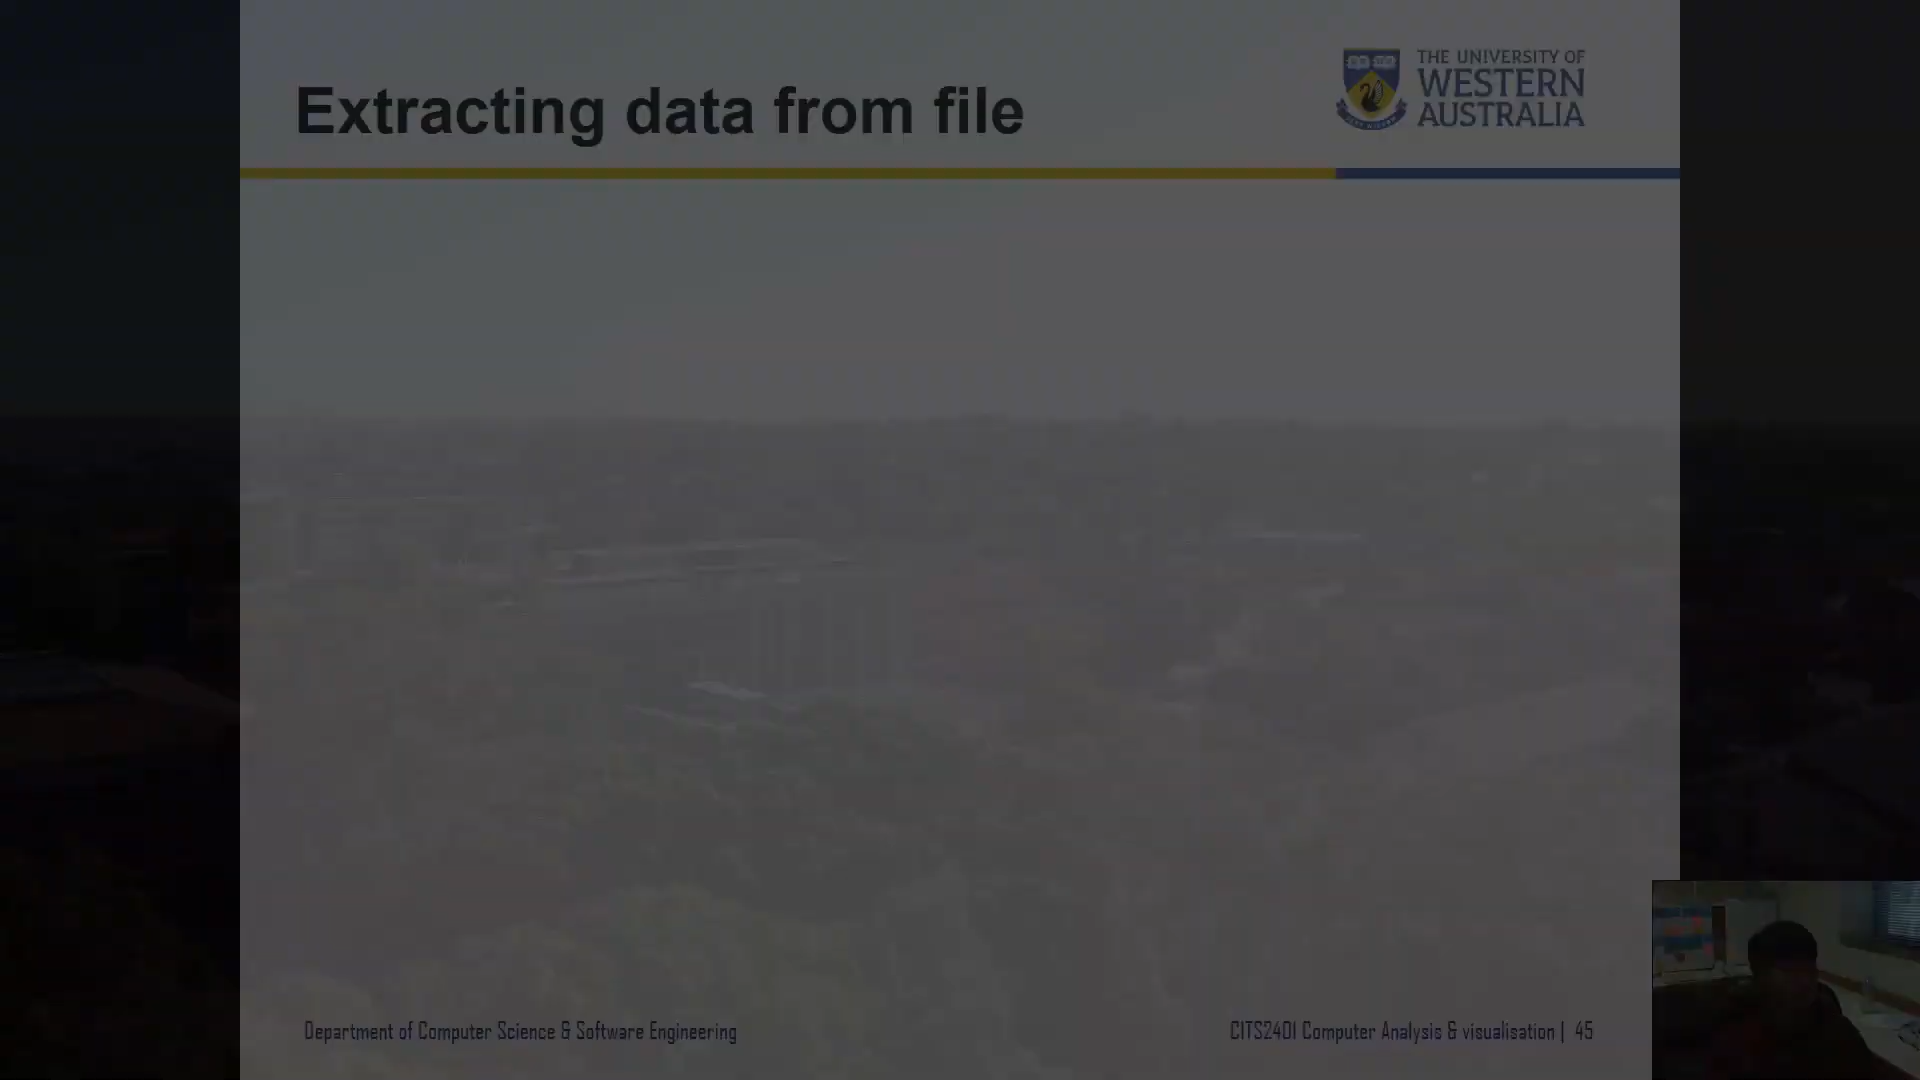 THE UNIVERSITY OF
WESTERN
AUSTRALIA
Extracting data from file
Department of Computer Science & Software Engineering
CITS2401 Computer Analysis & visualisation | 45